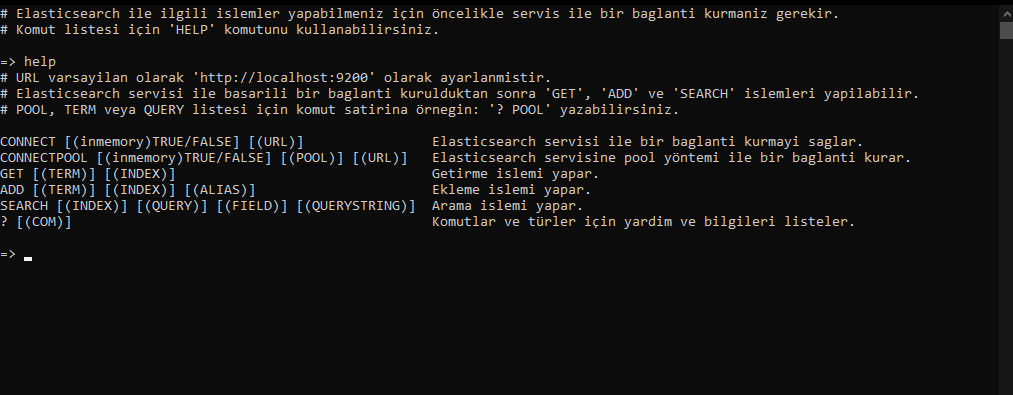 # Elasticsearch ile ilgili islemler yapabilmeniz için öncelikle servis ile bir baglanti kurmaniz gerekir.
# Komut listesi için 'HELP' komutunu kullanabilirsiniz.
=> help
# URL varsayilan olarak 'http://localhost:9200' olarak ayarlanmistir.
# Elasticsearch servisi ile basarili bir baglanti kurulduktan sonra 'GET', 'ADD' ve 'SEARCH' islemleri yapilabilir.
# POOL, TERM veya QUERY listesi için komut satirina örnegin: '? POOL' yazabilirsiniz.
CONNECT [(inmemory)TRUE/FALSE] [(URL)] Elasticsearch servisi ile bir baglanti kurmayi saglar.
CONNECTPOOL [(inmemory)TRUE/FALSE] [(POOL)] [(URL)] Elasticsearch servisine pool yöntemi ile bir baglanti kurar.
GET [(TERM)] [(INDEX)] Getirme islemi yapar.
ADD [(TERM)] [(INDEX)] [(ALIAS)] Ekleme islemi yapar.
SEARCH [(INDEX)] [(QUERY)] [(FIELD)] [(QUERYSTRING)] Arama islemi yapar.
? [(COM)] Komutlar ve türler için yardim ve bilgileri listeler.
=> _